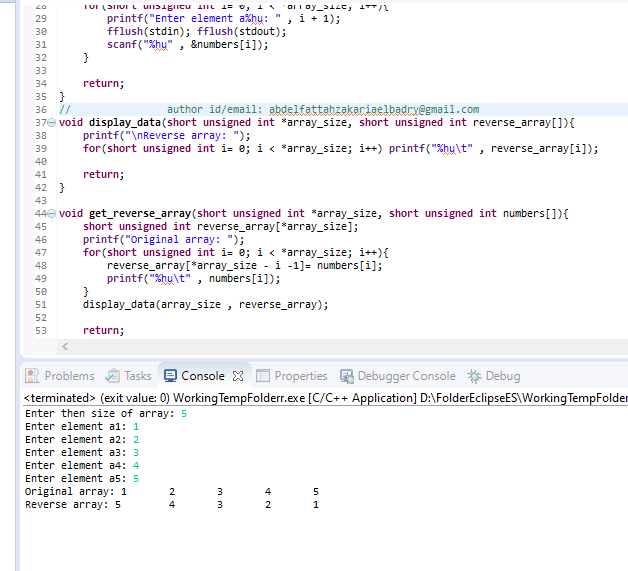 28 for(short unsigned int i= 0; i < *array_size; i++){
29 printf("Enter element a%hu: " , i + 1);
30 fflush(stdin); fflush(stdout);
31 scanf("%hu" , &numbers[i]);
32 }
33
34 return;
35 }
36 // author id/email: abdelfattahzakariaelbadry@gmail.com
37 void display_data(short unsigned int *array_size, short unsigned int reverse_array[]){
38 printf("\nReverse array: ");
39 for(short unsigned int i= 0; i < *array_size; i++) printf("%hu\t" , reverse_array[i]);
40
41 return;
42 }
43
44 void get_reverse_array(short unsigned int *array_size, short unsigned int numbers[]){
45 short unsigned int reverse_array[*array_size];
46 printf("Original array: ");
47 for(short unsigned int i= 0; i < *array_size; i++){
48 reverse_array[*array_size - i -1]= numbers[i];
49 printf("%hu\t" , numbers[i]);
50 }
51 display_data(array_size , reverse_array);
52
53 return;
Problems Tasks Console Properties Debugger Console Debug
<terminated> (exit value: 0) WorkingTempFolderr.exe [C/C++ Application] D:\FolderEclipseES\WorkingTempFolder
Enter then size of array: 5
Enter element a1: 1
Enter element a2: 2
Enter element a3: 3
Enter element a4: 4
Enter element a5: 5
Original array: 1 2 3 4 5
Reverse array: 5 4 3 2 1